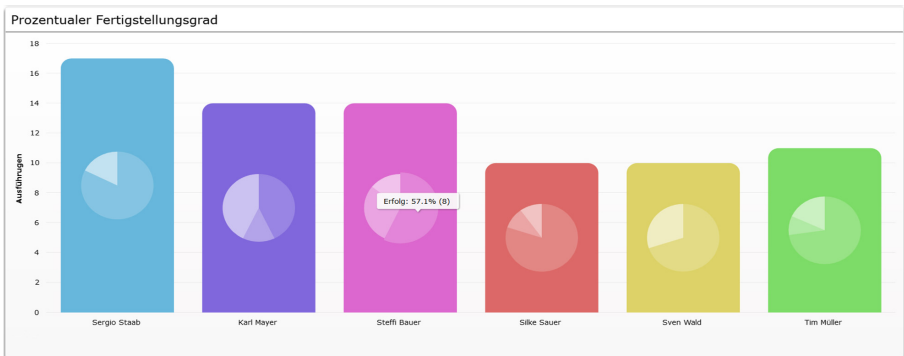 Prozentualer Fertigstellungsgrad
18
16
14
12
10
8
6
4
2
0
Ausführugen
Erfolg: 57.1% (8)
Sergio Staab
Karl Mayer
Steffi Bauer
Silke Sauer
Sven Wald
Tim Müller